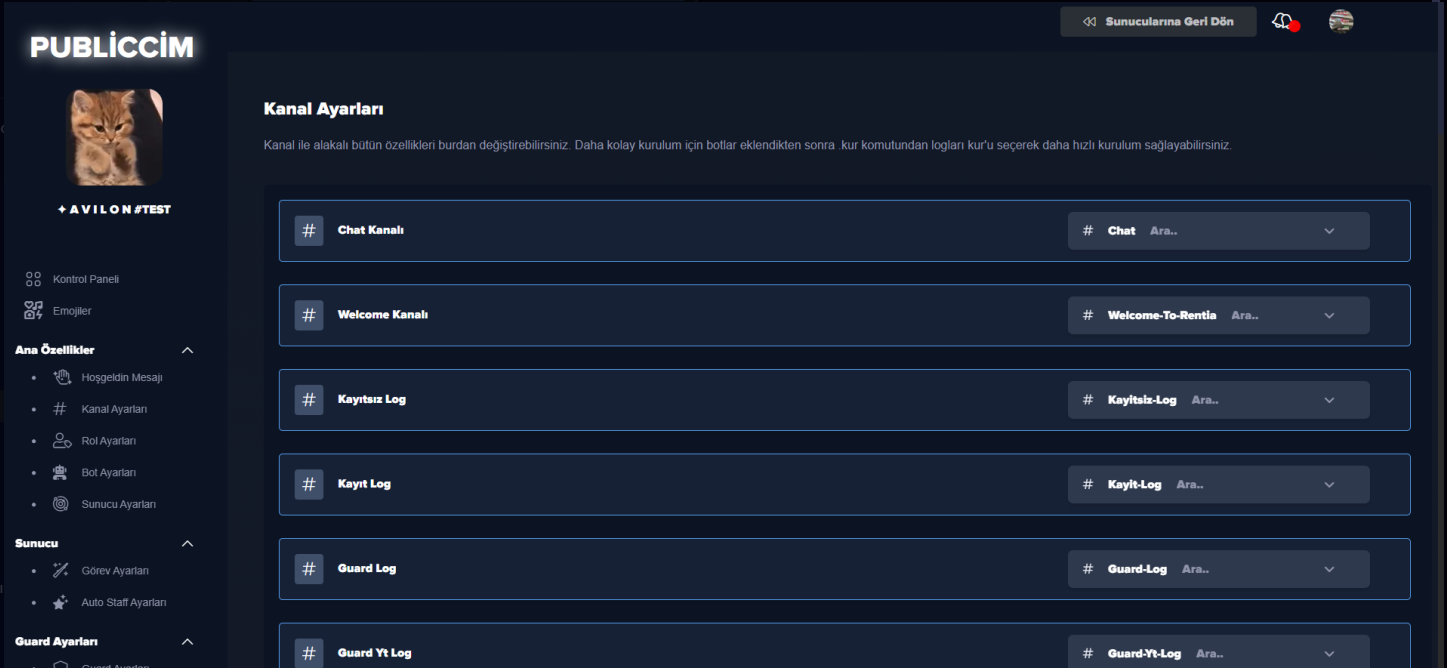 Sunucularına Geri Dön
PUBLİCCİM
✦ A V I L O N #TEST
Kontrol Paneli
Emojiler
Ana Özellikler
Hoşgeldin Mesajı
Kanal Ayarları
Rol Ayarları
Bot Ayarları
Sunucu Ayarları
Sunucu
Görev Ayarları
Auto Staff Ayarları
Guard Ayarları
Guard Ayarları
Kanal Ayarları
Kanal ile alakalı bütün özellikleri burdan değiştirebilirsiniz. Daha kolay kurulum için botlar eklendikten sonra .kur komutundan logları kur'u seçerek daha hızlı kurulum sağlayabilirsiniz.
# Chat Kanalı # Chat Ara..
# Welcome Kanalı # Welcome-To-Rentia Ara..
# Kayıtsız Log # Kayitsiz-Log Ara..
# Kayıt Log # Kayit-Log Ara..
# Guard Log # Guard-Log Ara..
# Guard Yt Log # Guard-Yt-Log Ara..